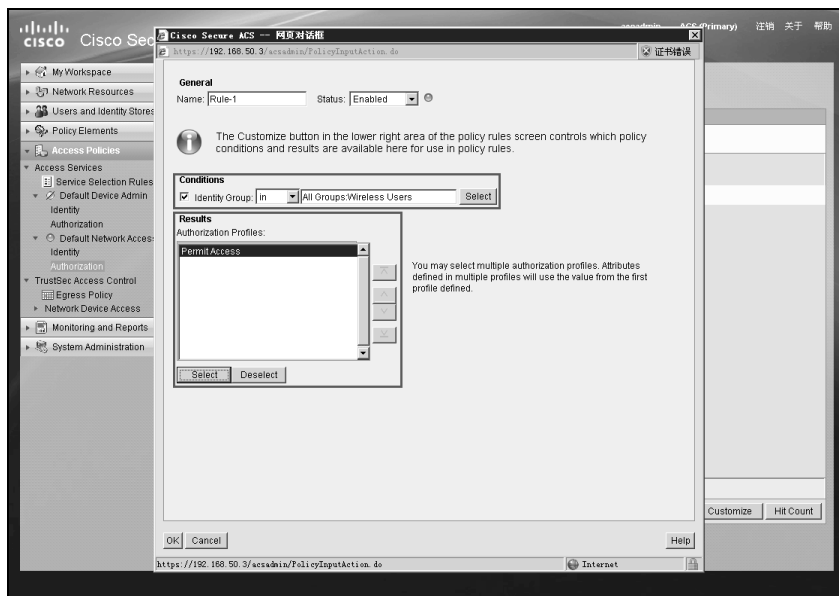 cisco Cisco Sec
acsadmin ACS (Primary) 注销 关于 帮助
Cisco Secure ACS -- 网页对话框
https://192.168.50.3/acsadmin/PolicyInputAction.do
证书错误
My Workspace
Network Resources
Users and Identity Stores
Policy Elements
Access Policies
Access Services
Service Selection Rules
Default Device Admin
Identity
Authorization
Default Network Access
Identity
Authorization
TrustSec Access Control
Egress Policy
Network Device Access
Monitoring and Reports
System Administration
General
Name: Rule-1 Status: Enabled
The Customize button in the lower right area of the policy rules screen controls which policy
conditions and results are available here for use in policy rules.
Conditions
Identity Group: in All Groups:Wireless Users Select
Results
Authorization Profiles:
Permit Access
You may select multiple authorization profiles. Attributes
defined in multiple profiles will use the value from the first
profile defined.
Select Deselect
Customize Hit Count
OK Cancel Help
https://192.168.50.3/acsadmin/PolicyInputAction.do Internet